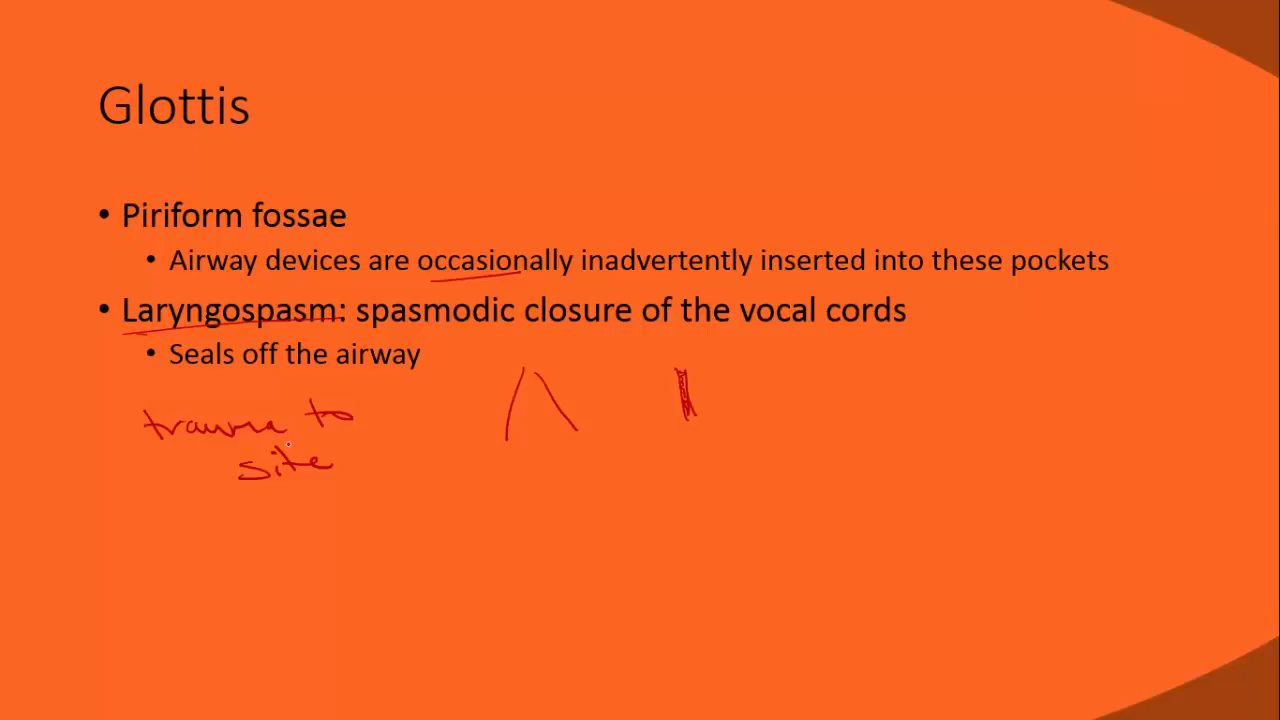 Glottis
• Piriform fossae
• Airway devices are occasionally inadvertently inserted into these pockets
• Laryngospasm: spasmodic closure of the vocal cords
• Seals off the airway
trauma to
site